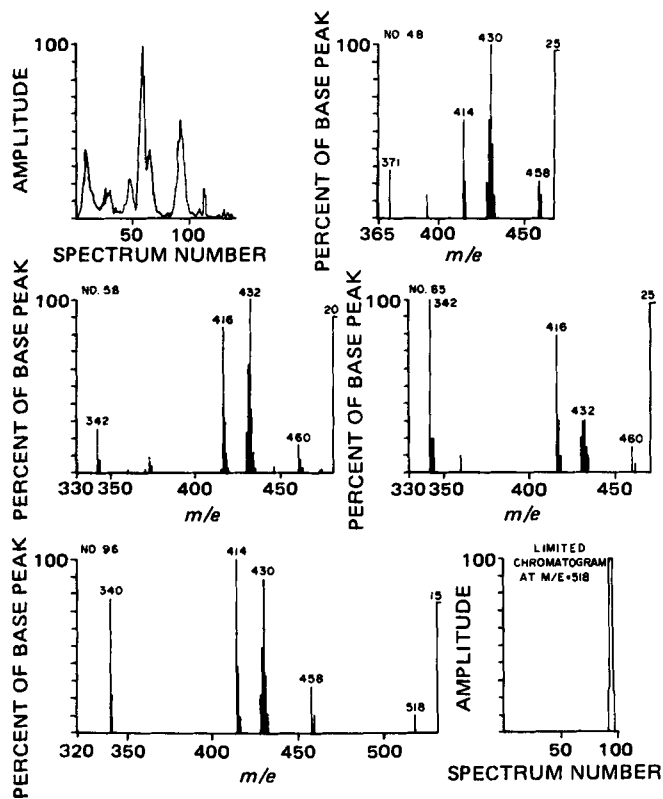 100
AMPLITUDE
50 100
SPECTRUM NUMBER
PERCENT OF BASE PEAK
100
NO 48
430
25
414
371
458
365 400 450
m/e
PERCENT OF BASE PEAK
100
NO. 58
432
20
416
342
460
330 350 400 450
m/e
PERCENT OF BASE PEAK
100
NO. 65
342
25
416
432
460
330 350 400 450
m/e
PERCENT OF BASE PEAK
100
NO 96
414
430
15
340
458
518
320 350 400 450 500
m/e
LIMITED
CHROMATOGRAM
AT M/E=518
100
AMPLITUDE
50 100
SPECTRUM NUMBER